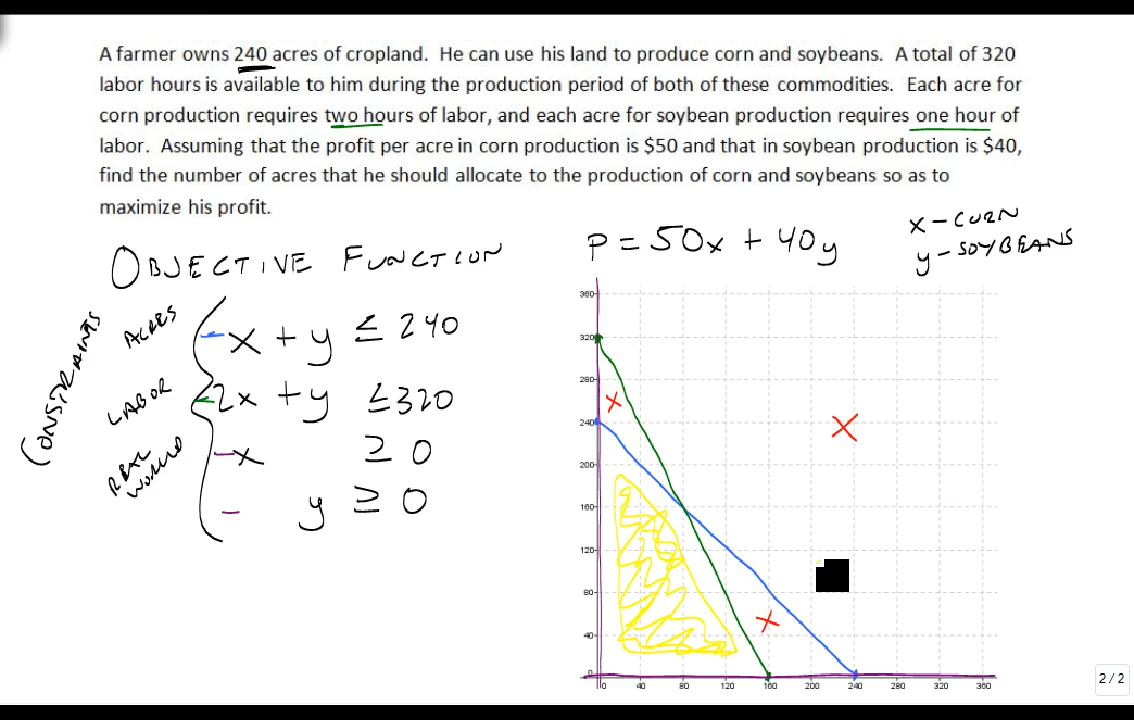 A farmer owns 240 acres of cropland. He can use his land to produce corn and soybeans. A total of 320
labor hours is available to him during the production period of both of these commodities. Each acre for
corn production requires two hours of labor, and each acre for soybean production requires one hour of
labor. Assuming that the profit per acre in corn production is $50 and that in soybean production is $40,
find the number of acres that he should allocate to the production of corn and soybeans so as to
maximize his profit.
OBJECTIVE FUNCTION
P = 50x + 40y
x - CORN
y - SOYBEANS
CONSTRAINTS
ACRES
x + y ≤ 240
LABOR
2x + y ≤ 320
REAL
WORLD
x ≥ 0
y ≥ 0
360
320
280
240
200
160
120
80
40
0
0 40 80 120 160 200 240 280 320 360
2 / 2